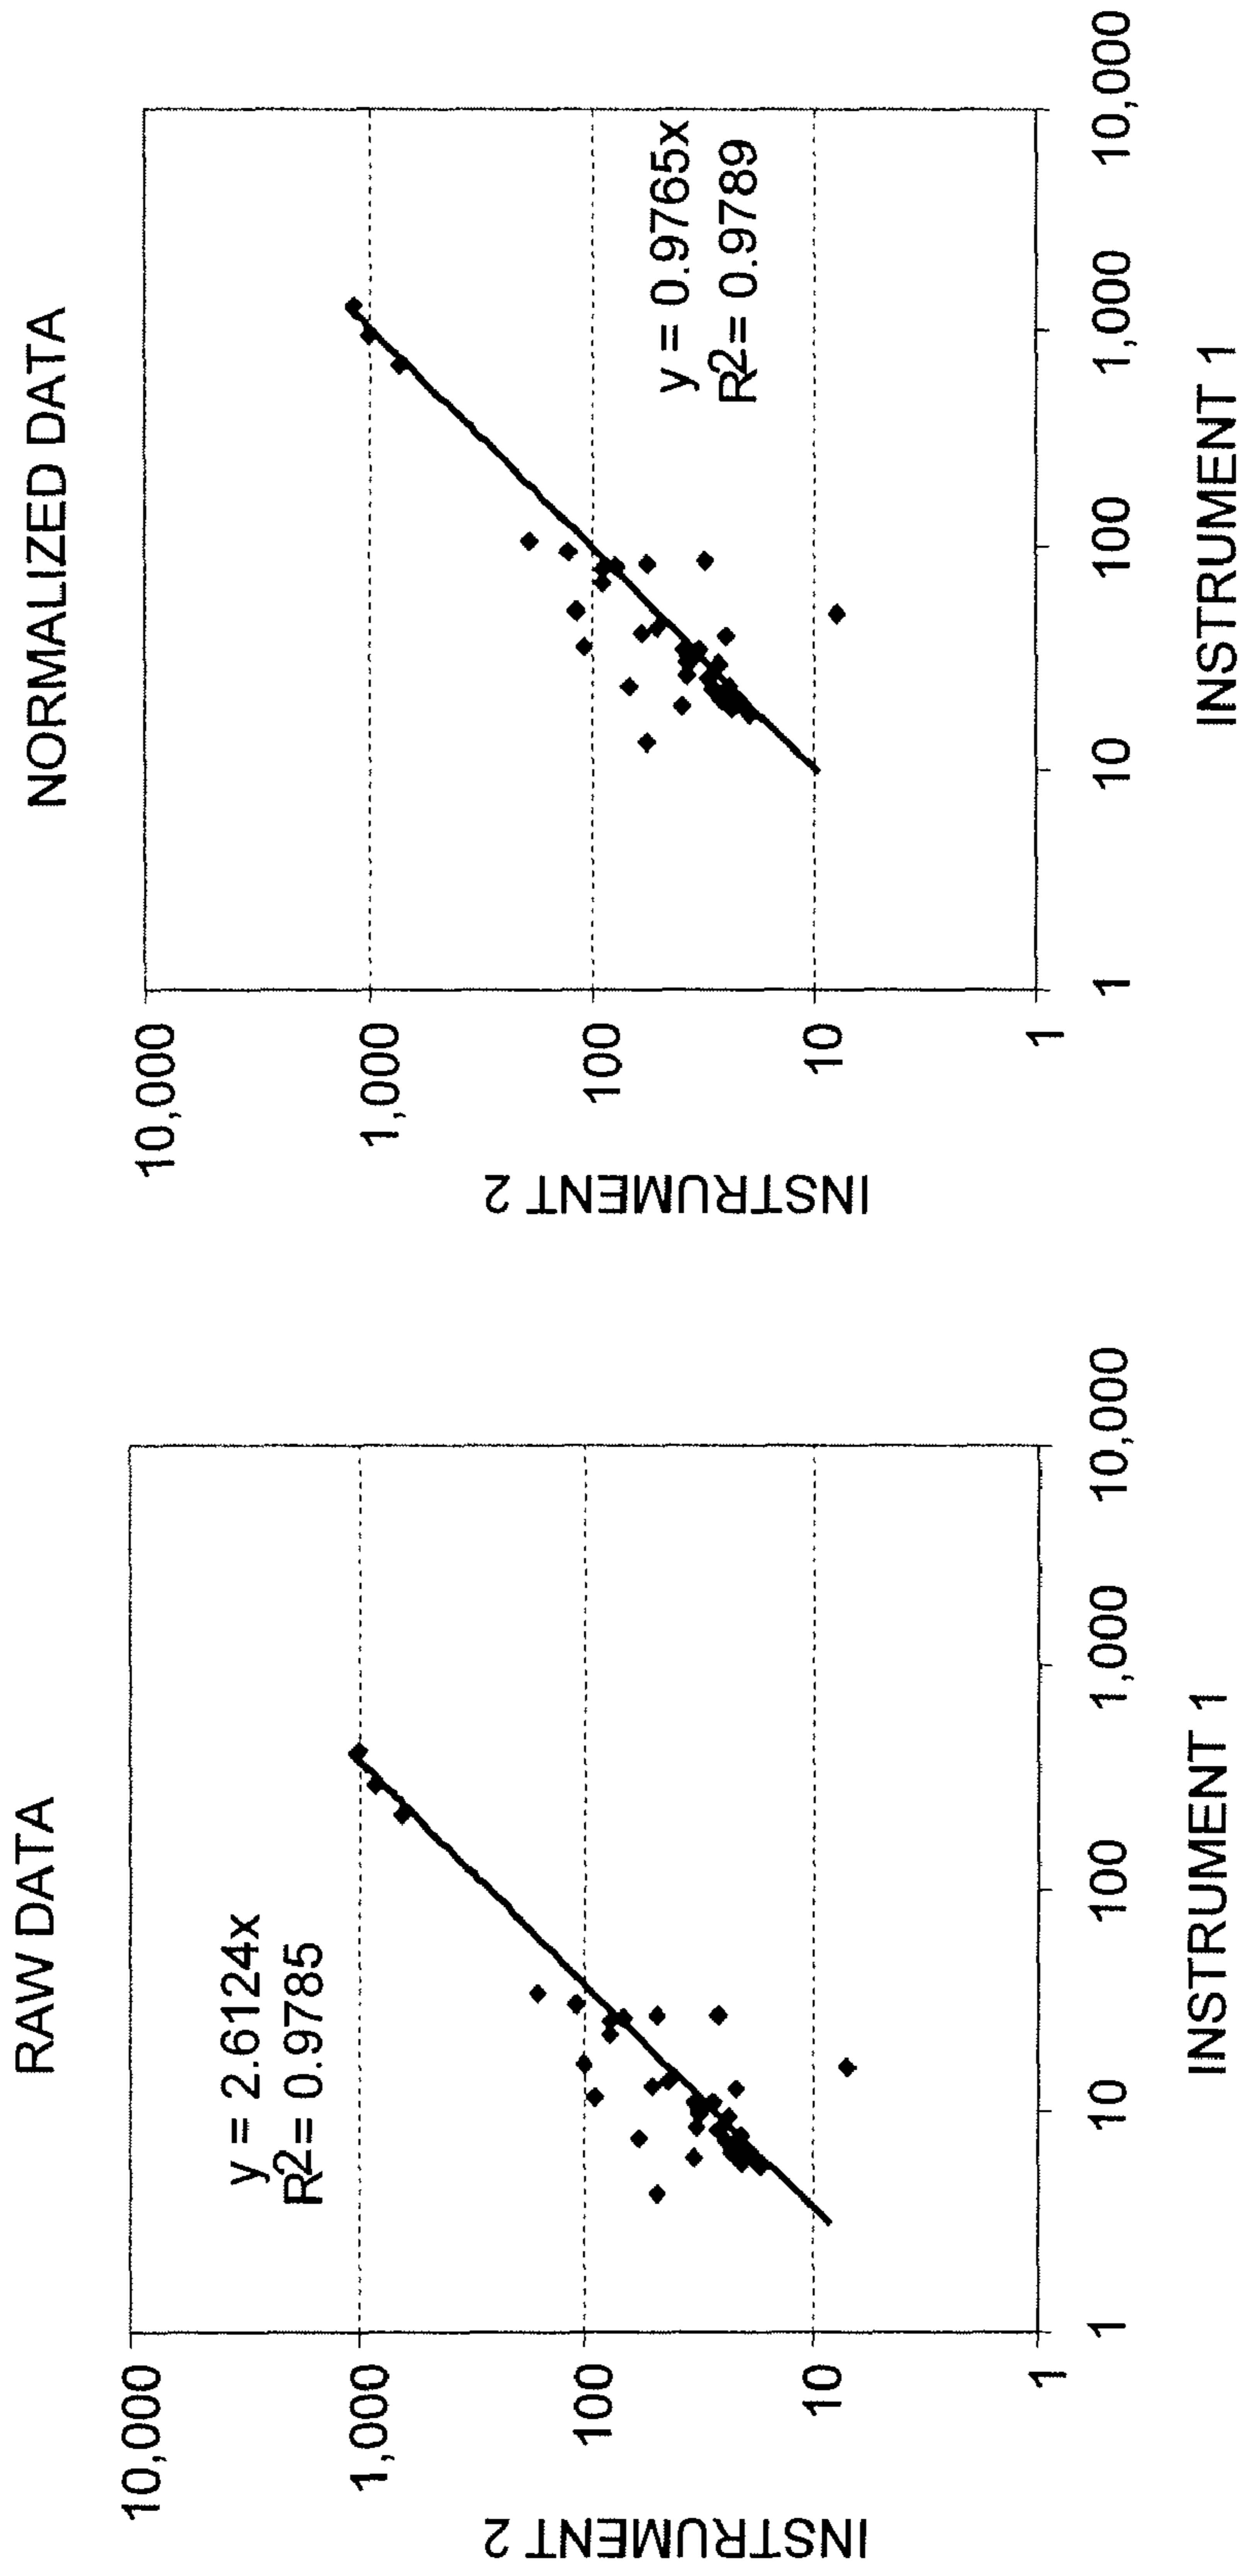 RAW DATA
y = 2.6124x
R2= 0.9785
10,000
1,000
100
10
1
INSTRUMENT 2
1
10
100
1,000
10,000
INSTRUMENT 1
NORMALIZED DATA
10,000
1,000
100
10
1
INSTRUMENT 2
y = 0.9765x
R2= 0.9789
1
10
100
1,000
10,000
INSTRUMENT 1